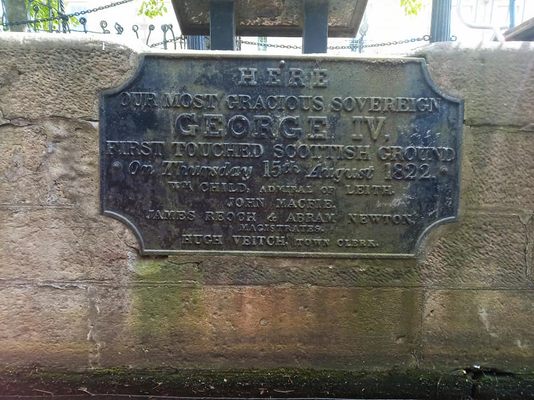 HERE
OUR MOST GRACIOUS SOVEREIGN
GEORGE IV,
FIRST TOUCHED SCOTTISH GROUND
On Thursday 15th August 1822.
WM CHILD, ADMIRAL OF LEITH.
JOHN MACFIE.
JAMES REOCH & ABRAM NEWTON,
MAGISTRATES.
HUGH VEITCH, TOWN CLERK.